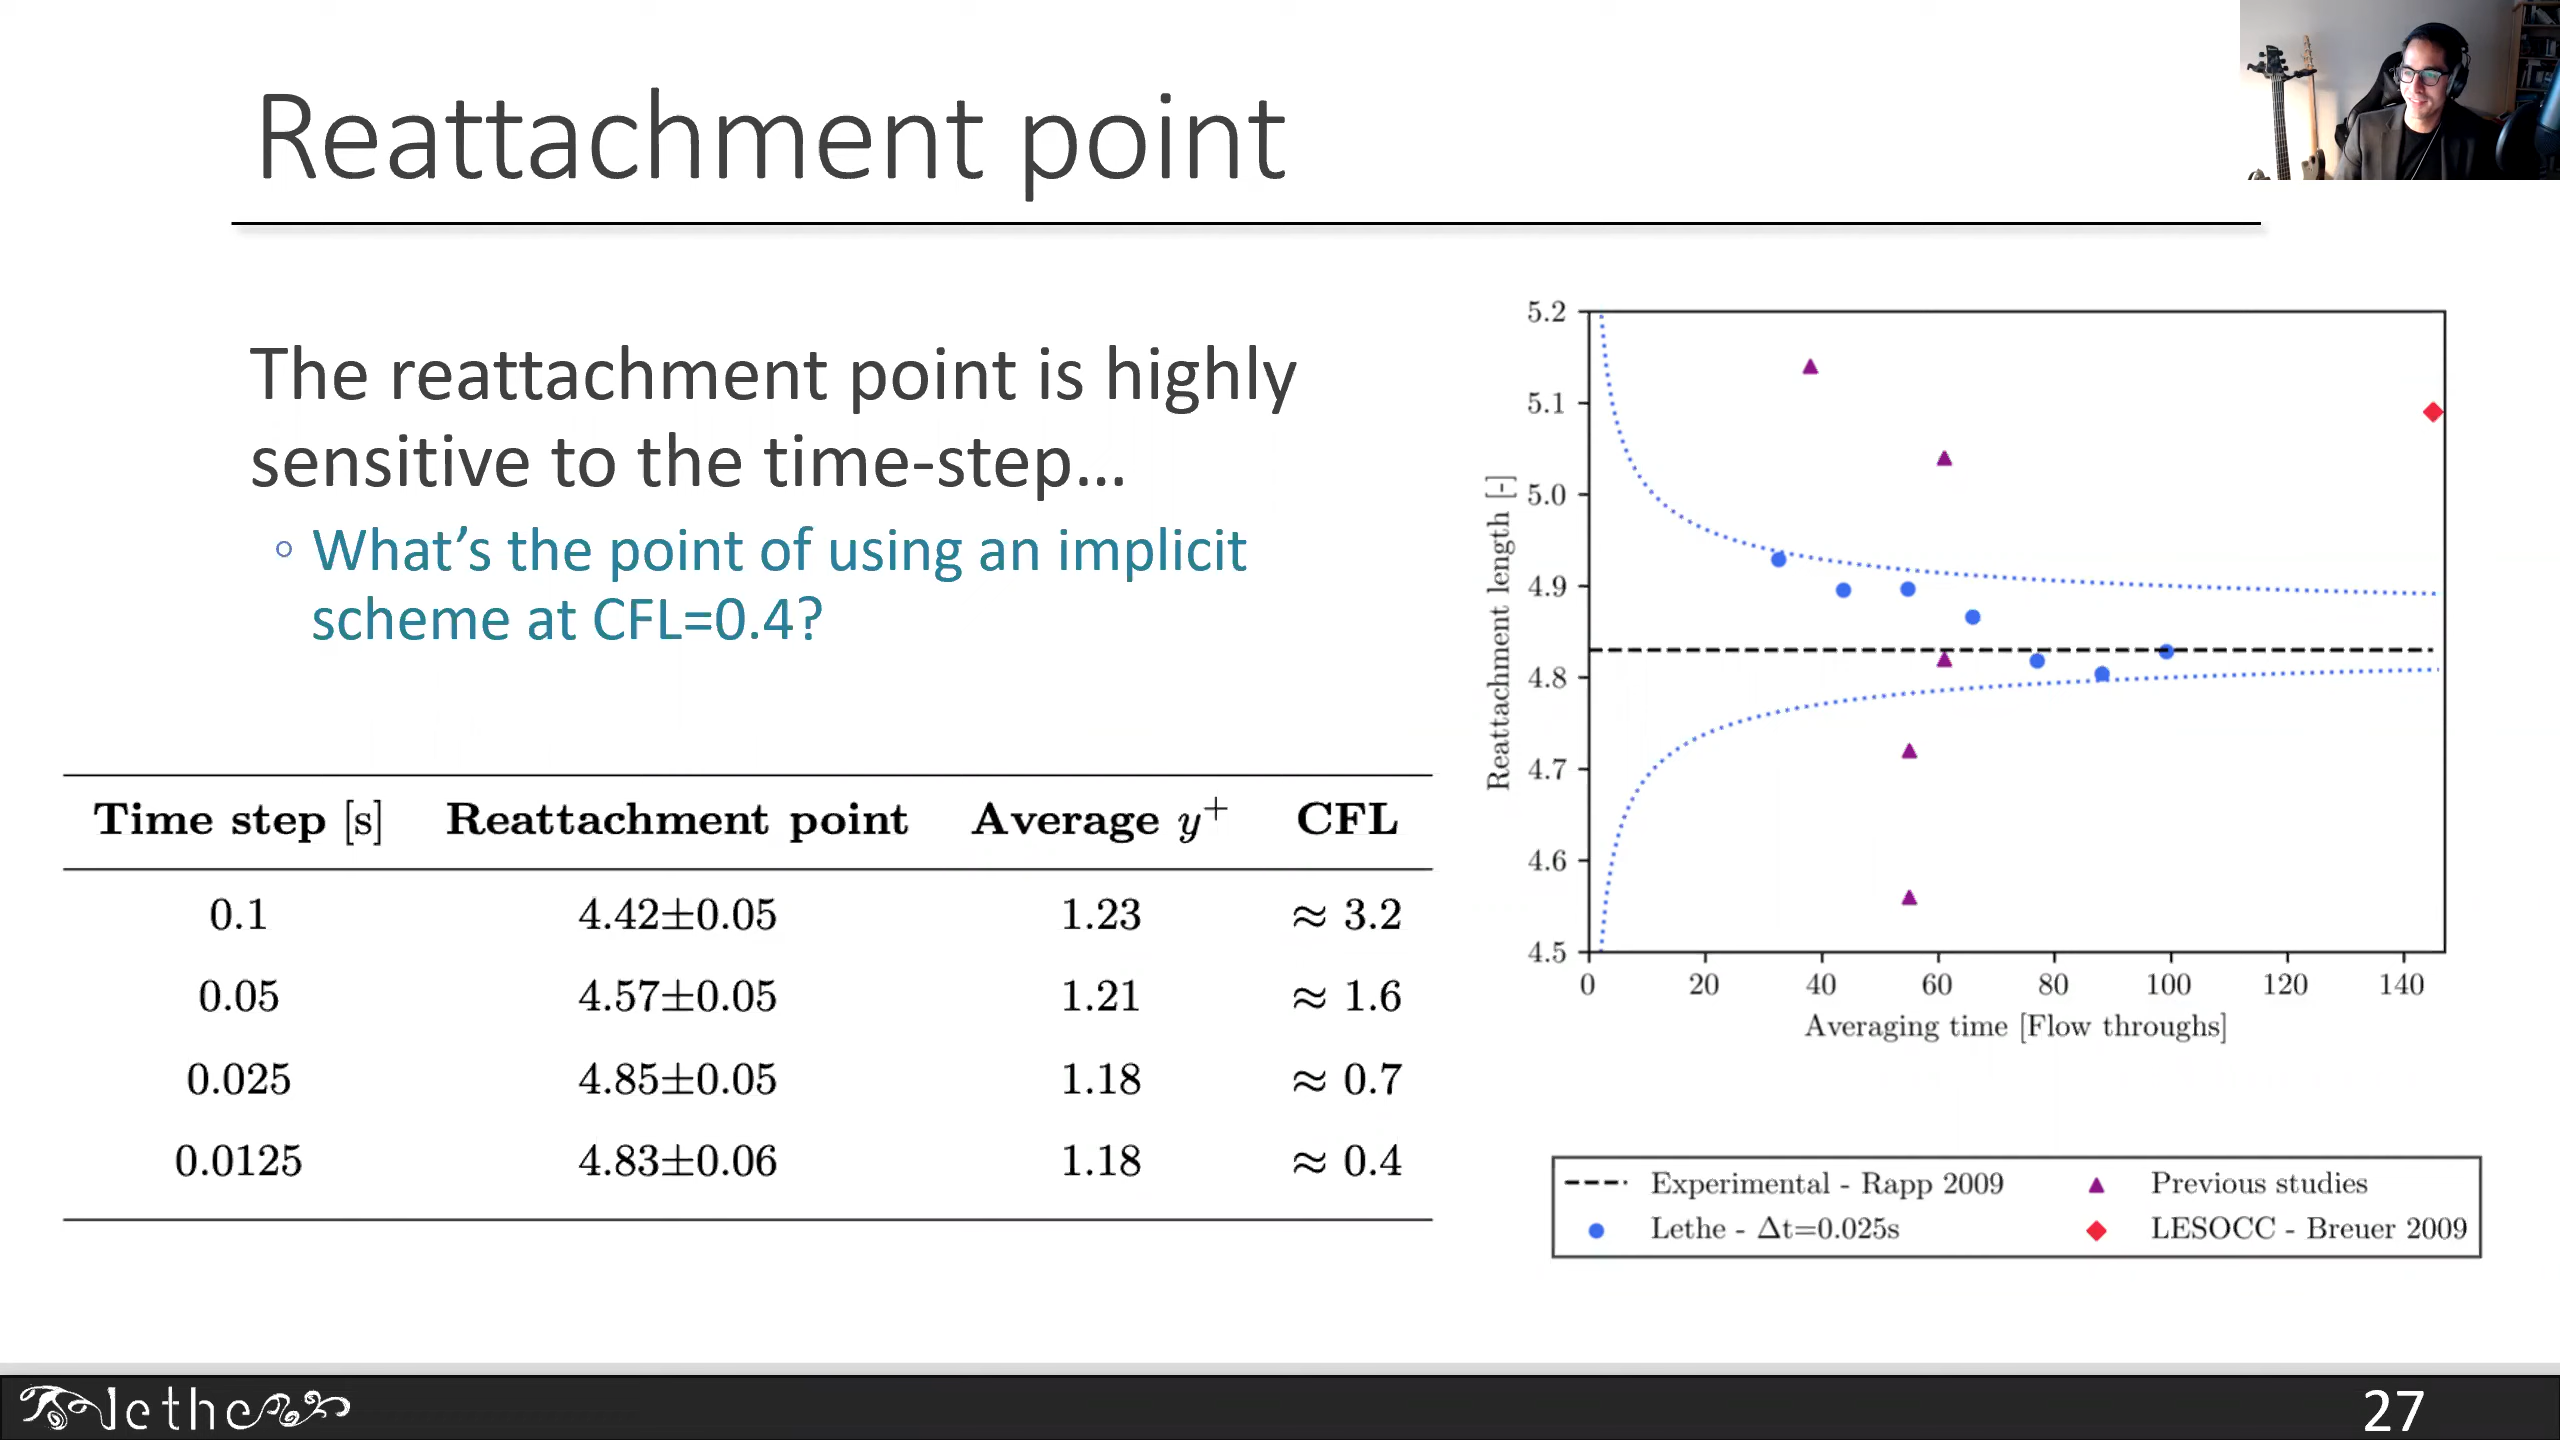 Reattachment point
The reattachment point is highly
sensitive to the time-step…
◦ What’s the point of using an implicit
scheme at CFL=0.4?
Time step [s] Reattachment point Average y⁺ CFL
0.1 4.42±0.05 1.23 ≈ 3.2
0.05 4.57±0.05 1.21 ≈ 1.6
0.025 4.85±0.05 1.18 ≈ 0.7
0.0125 4.83±0.06 1.18 ≈ 0.4
Reattachment length [-]
5.2
5.1
5.0
4.9
4.8
4.7
4.6
4.5
0 20 40 60 80 100 120 140
Averaging time [Flow throughs]
Experimental - Rapp 2009 Previous studies
Lethe - Δt=0.025s LESOCC - Breuer 2009
lethe
27